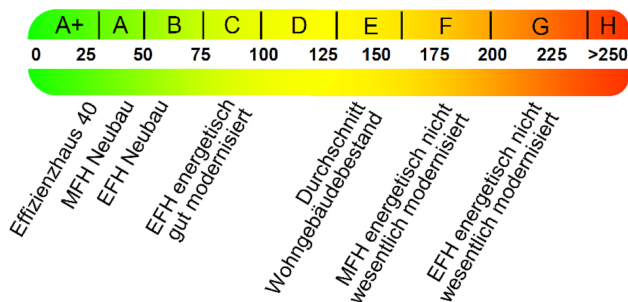 A+ A B C D E F G H
0 25 50 75 100 125 150 175 200 225 >250
Effizienzhaus 40
MFH Neubau
EFH Neubau
EFH energetisch
gut modernisiert
Durchschnitt
Wohngebäudebestand
MFH energetisch nicht
wesentlich modernisiert
EFH energetisch nicht
wesentlich modernisiert